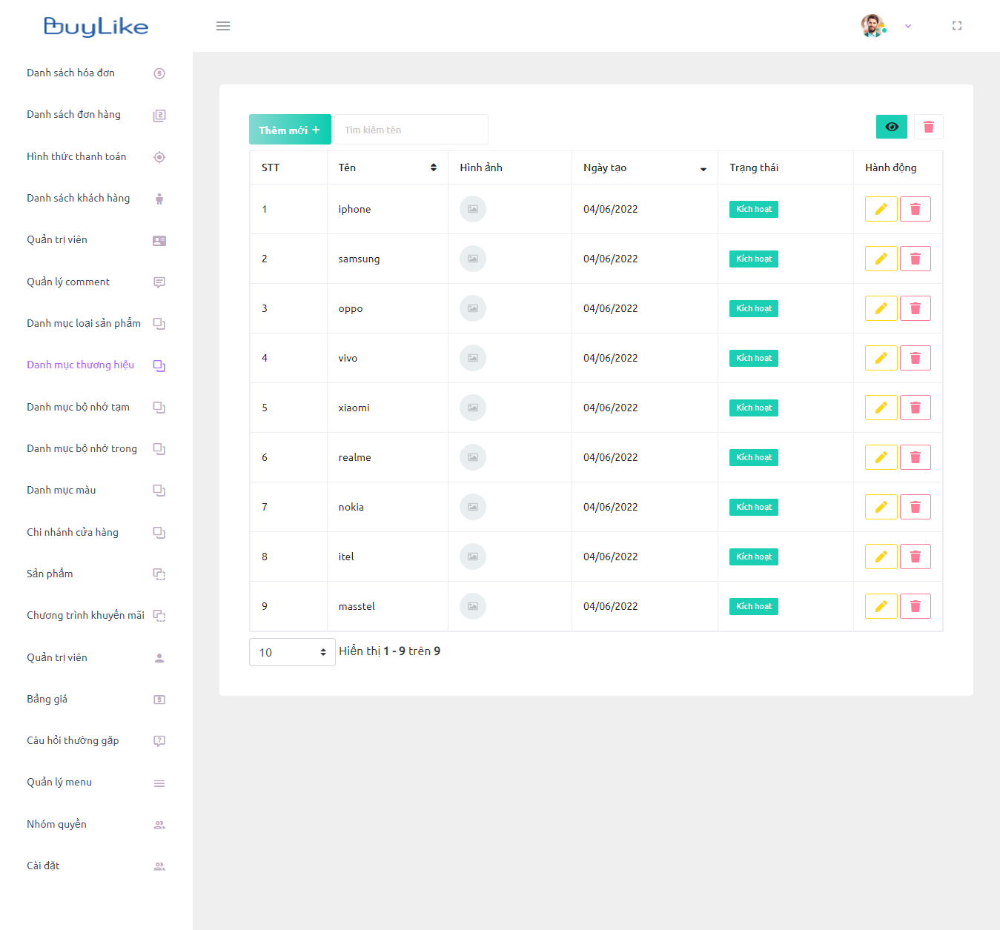 BuyLike
Danh sách hóa đơn
Danh sách đơn hàng
Hình thức thanh toán
Danh sách khách hàng
Quản trị viên
Quản lý comment
Danh mục loại sản phẩm
Danh mục thương hiệu
Danh mục bộ nhớ tạm
Danh mục bộ nhớ trong
Danh mục màu
Chi nhánh cửa hàng
Sản phẩm
Chương trình khuyến mãi
Quản trị viên
Bảng giá
Câu hỏi thường gặp
Quản lý menu
Nhóm quyền
Cài đặt
Thêm mới + Tìm kiếm tên
STT Tên Hình ảnh Ngày tạo Trạng thái Hành động
1 iphone 04/06/2022 Kích hoạt
2 samsung 04/06/2022 Kích hoạt
3 oppo 04/06/2022 Kích hoạt
4 vivo 04/06/2022 Kích hoạt
5 xiaomi 04/06/2022 Kích hoạt
6 realme 04/06/2022 Kích hoạt
7 nokia 04/06/2022 Kích hoạt
8 itel 04/06/2022 Kích hoạt
9 masstel 04/06/2022 Kích hoạt
10 Hiển thị 1 - 9 trên 9